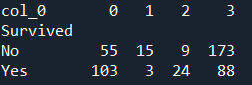 col_0 0 1 2 3
Survived
No 55 15 9 173
Yes 103 3 24 88